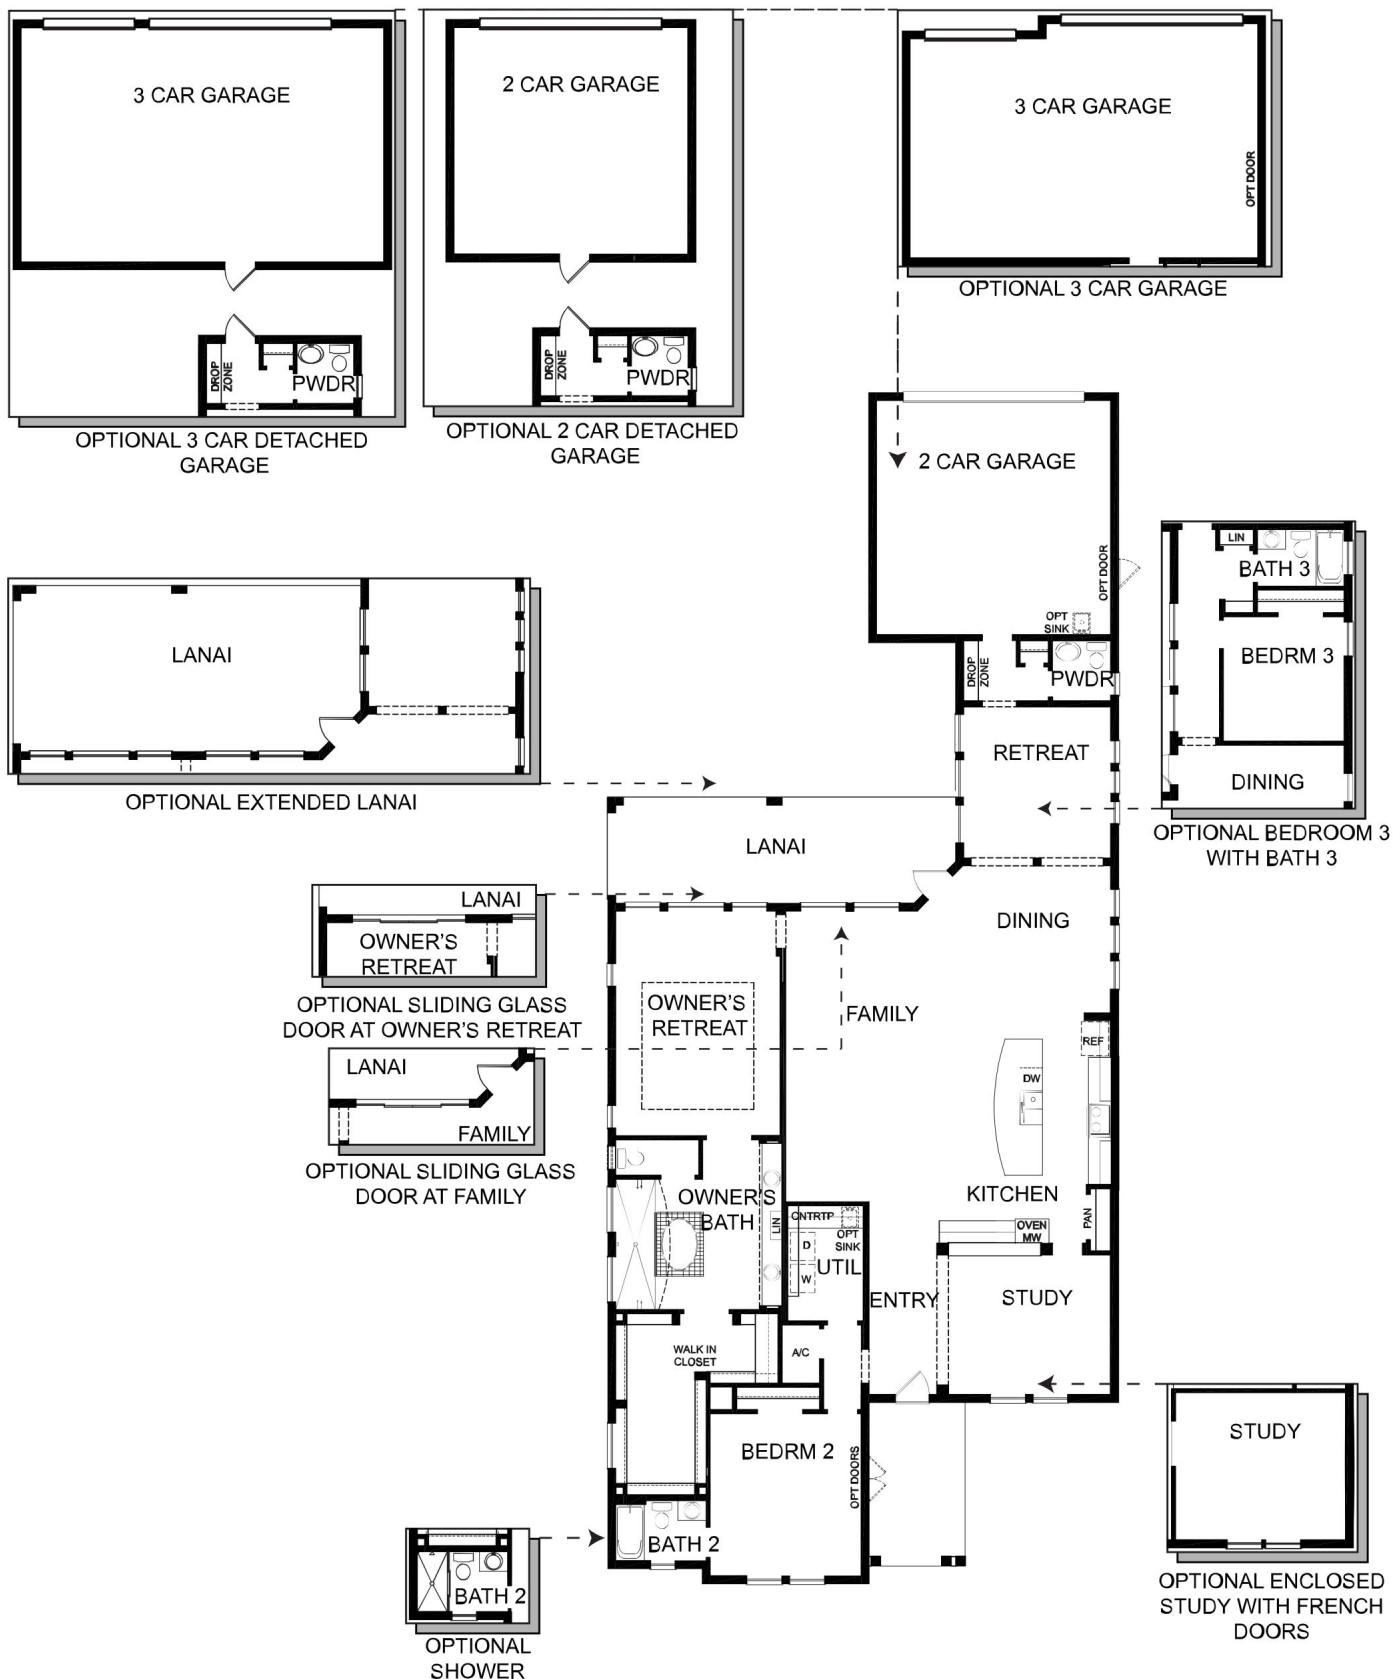 3 CAR GARAGE
DROP
ZONE
PWDR
OPTIONAL 3 CAR DETACHED
GARAGE
2 CAR GARAGE
DROP
ZONE
PWDR
OPTIONAL 2 CAR DETACHED
GARAGE
3 CAR GARAGE
OPT DOOR
OPTIONAL 3 CAR GARAGE
2 CAR GARAGE
OPT DOOR
OPT
SINK
DROP
ZONE
PWDR
LIN
BATH 3
BEDRM 3
DINING
OPTIONAL BEDROOM 3
WITH BATH 3
LANAI
OPTIONAL EXTENDED LANAI
RETREAT
LANAI
DINING
LANAI
OWNER'S
RETREAT
OPTIONAL SLIDING GLASS
DOOR AT OWNER'S RETREAT
OWNER'S
RETREAT
FAMILY
LANAI
FAMILY
OPTIONAL SLIDING GLASS
DOOR AT FAMILY
REF
DW
KITCHEN
PAN
OVEN
MW
OWNER'S
BATH
LIN
CNTRTP
OPT
SINK
D
W
UTIL
ENTRY
STUDY
WALK IN
CLOSET
A/C
BEDRM 2
OPT DOORS
BATH 2
STUDY
OPTIONAL ENCLOSED
STUDY WITH FRENCH
DOORS
BATH 2
OPTIONAL
SHOWER